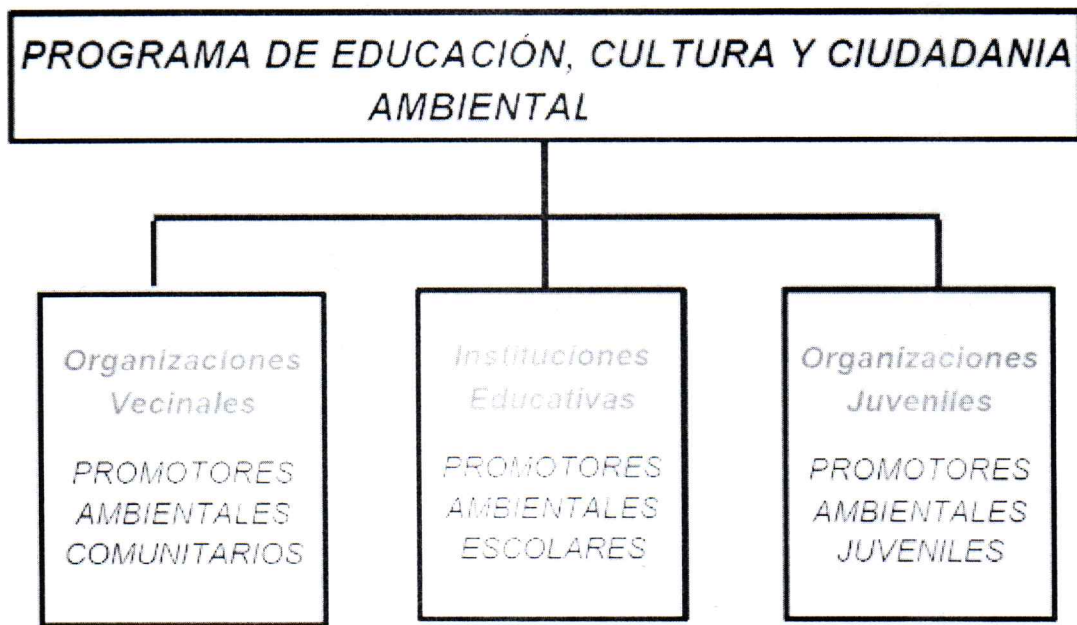 PROGRAMA DE EDUCACIÓN, CULTURA Y CIUDADANIA
AMBIENTAL
Organizaciones
Vecinales
PROMOTORES
AMBIENTALES
COMUNITARIOS
Instituciones
Educativas
PROMOTORES
AMBIENTALES
ESCOLARES
Organizaciones
Juveniles
PROMOTORES
AMBIENTALES
JUVENILES